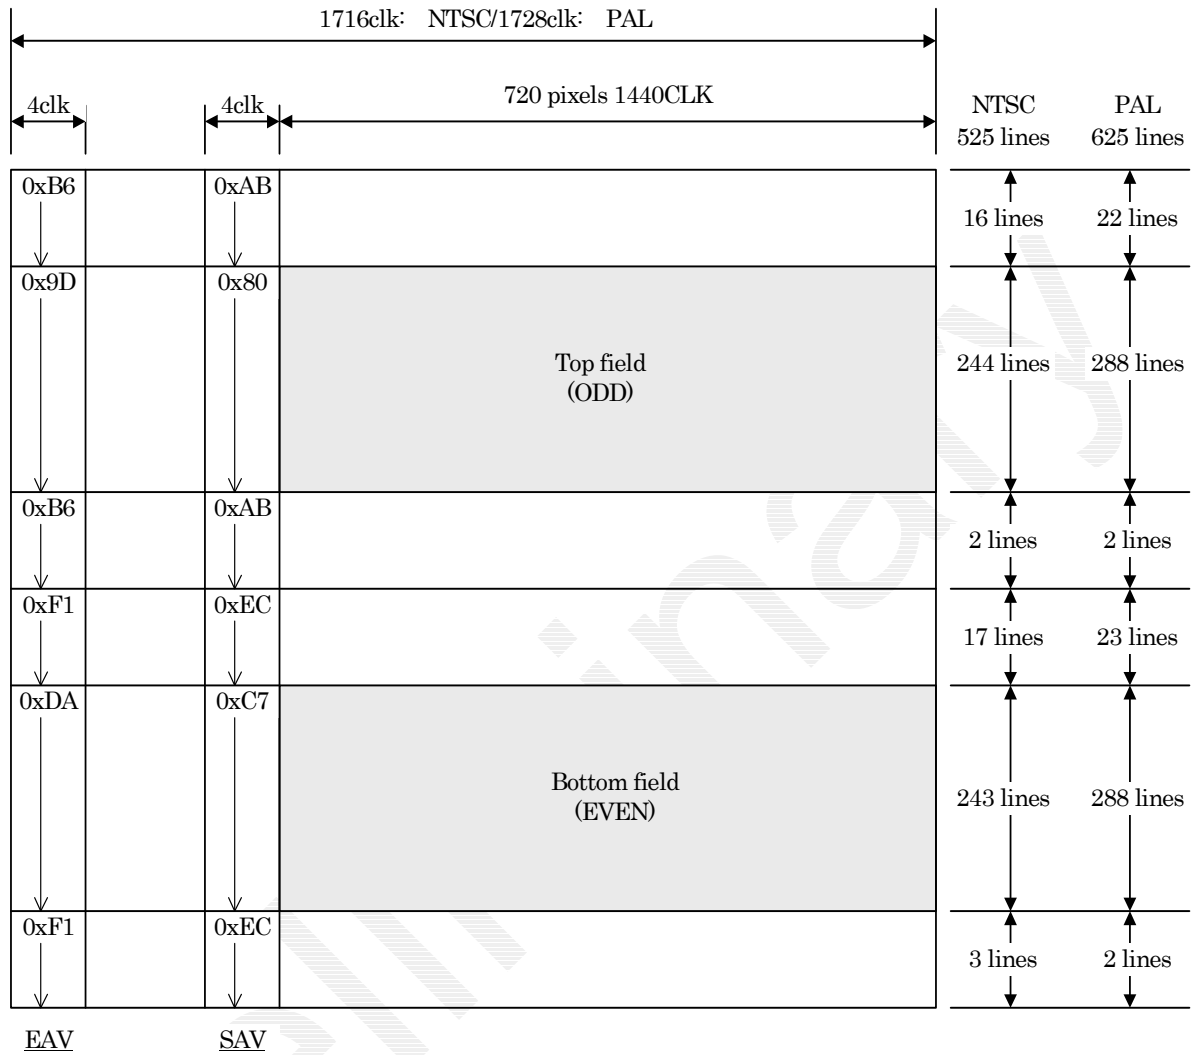 1716clk: NTSC/1728clk: PAL
4clk 4clk 720 pixels 1440CLK NTSC PAL
525 lines 625 lines
0xB6 0xAB
16 lines 22 lines
0x9D 0x80
Top field
(ODD)
244 lines 288 lines
0xB6 0xAB
2 lines 2 lines
0xF1 0xEC
17 lines 23 lines
0xDA 0xC7
Bottom field
(EVEN)
243 lines 288 lines
0xF1 0xEC
3 lines 2 lines
EAV SAV